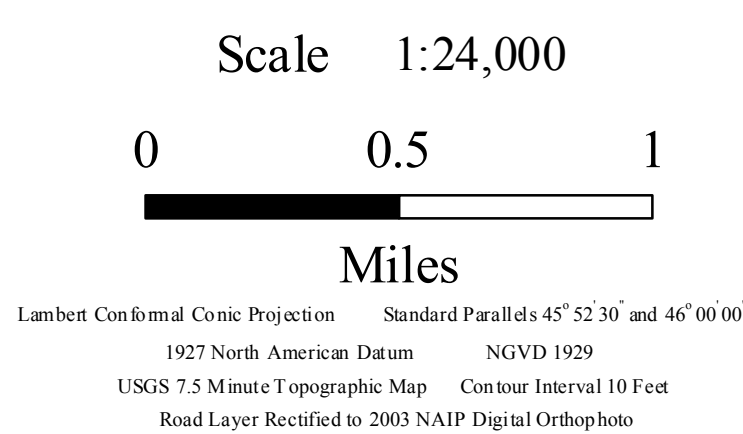 Scale 1:24,000
0 0.5 1
Miles
Lambert Conformal Conic Projection Standard Parallels 45° 52'30" and 46° 00'00"
1927 North American Datum NGVD 1929
USGS 7.5 Minute Topographic Map Contour Interval 10 Feet
Road Layer Rectified to 2003 NAIP Digital Orthophoto